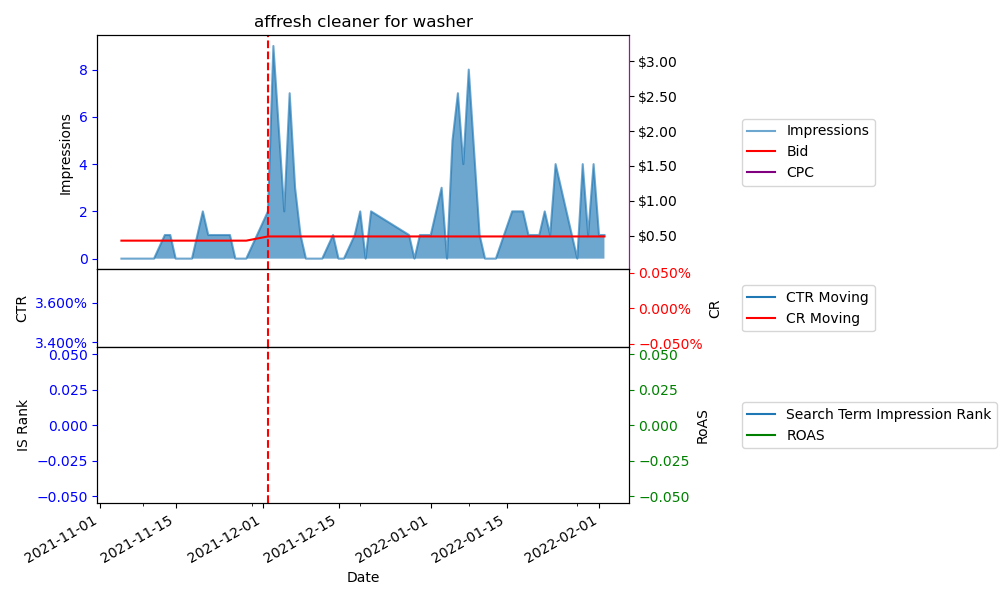 affresh cleaner for washer
Impressions
8
6
4
2
0
$3.00
$2.50
$2.00
$1.50
$1.00
$0.50
Impressions
Bid
CPC
CTR
3.600%
3.400%
0.050%
0.000%
−0.050%
CR
CTR Moving
CR Moving
IS Rank
0.050
0.025
0.000
−0.025
−0.050
0.050
0.025
0.000
−0.025
−0.050
RoAS
Search Term Impression Rank
ROAS
2021-11-01
2021-11-15
2021-12-01
2021-12-15
2022-01-01
2022-01-15
2022-02-01
Date